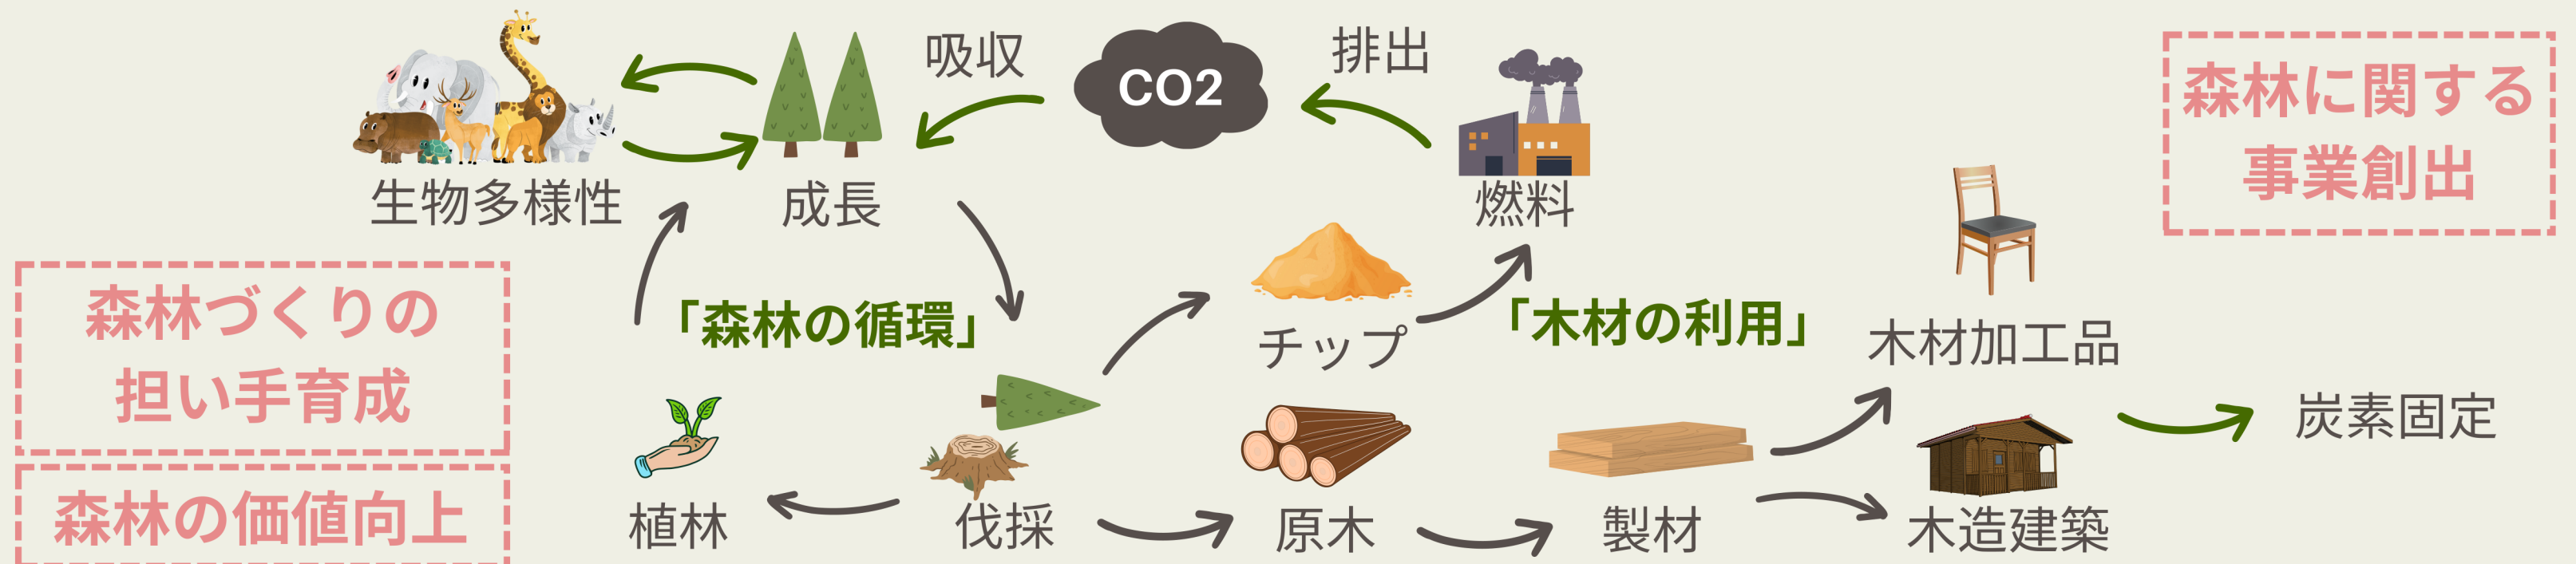 吸収
CO2
排出
森林に関する
事業創出
生物多様性
成長
燃料
森林づくりの
担い手育成
「森林の循環」
チップ
「木材の利用」
木材加工品
炭素固定
森林の価値向上
植林
伐採
原木
製材
木造建築